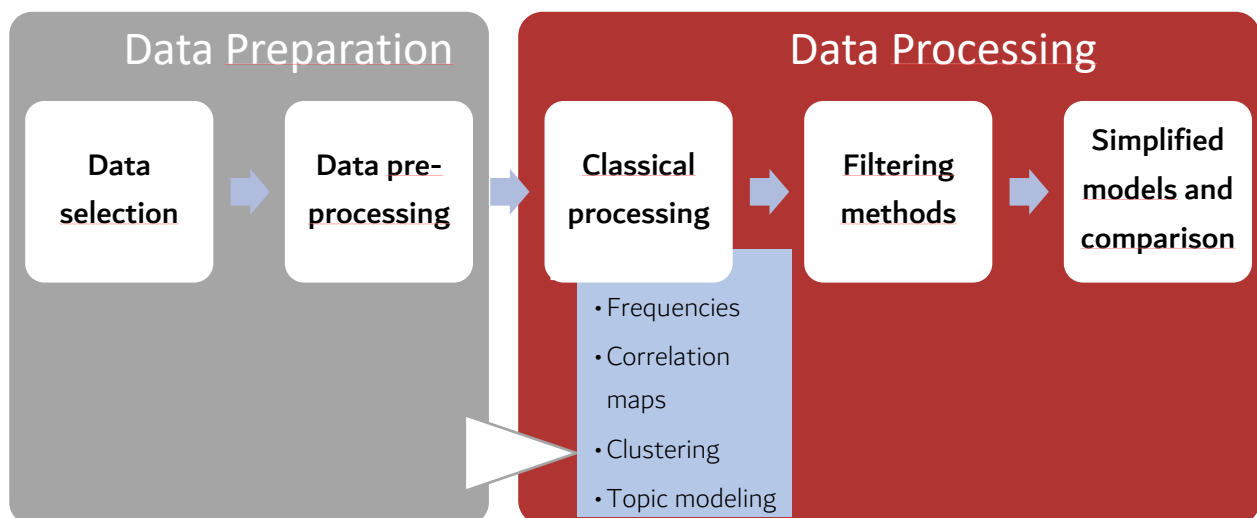 Data Preparation
Data
selection
Data pre-
processing
Data Processing
Classical
processing
• Frequencies
• Correlation
maps
• Clustering
• Topic modeling
Filtering
methods
Simplified
models and
comparison